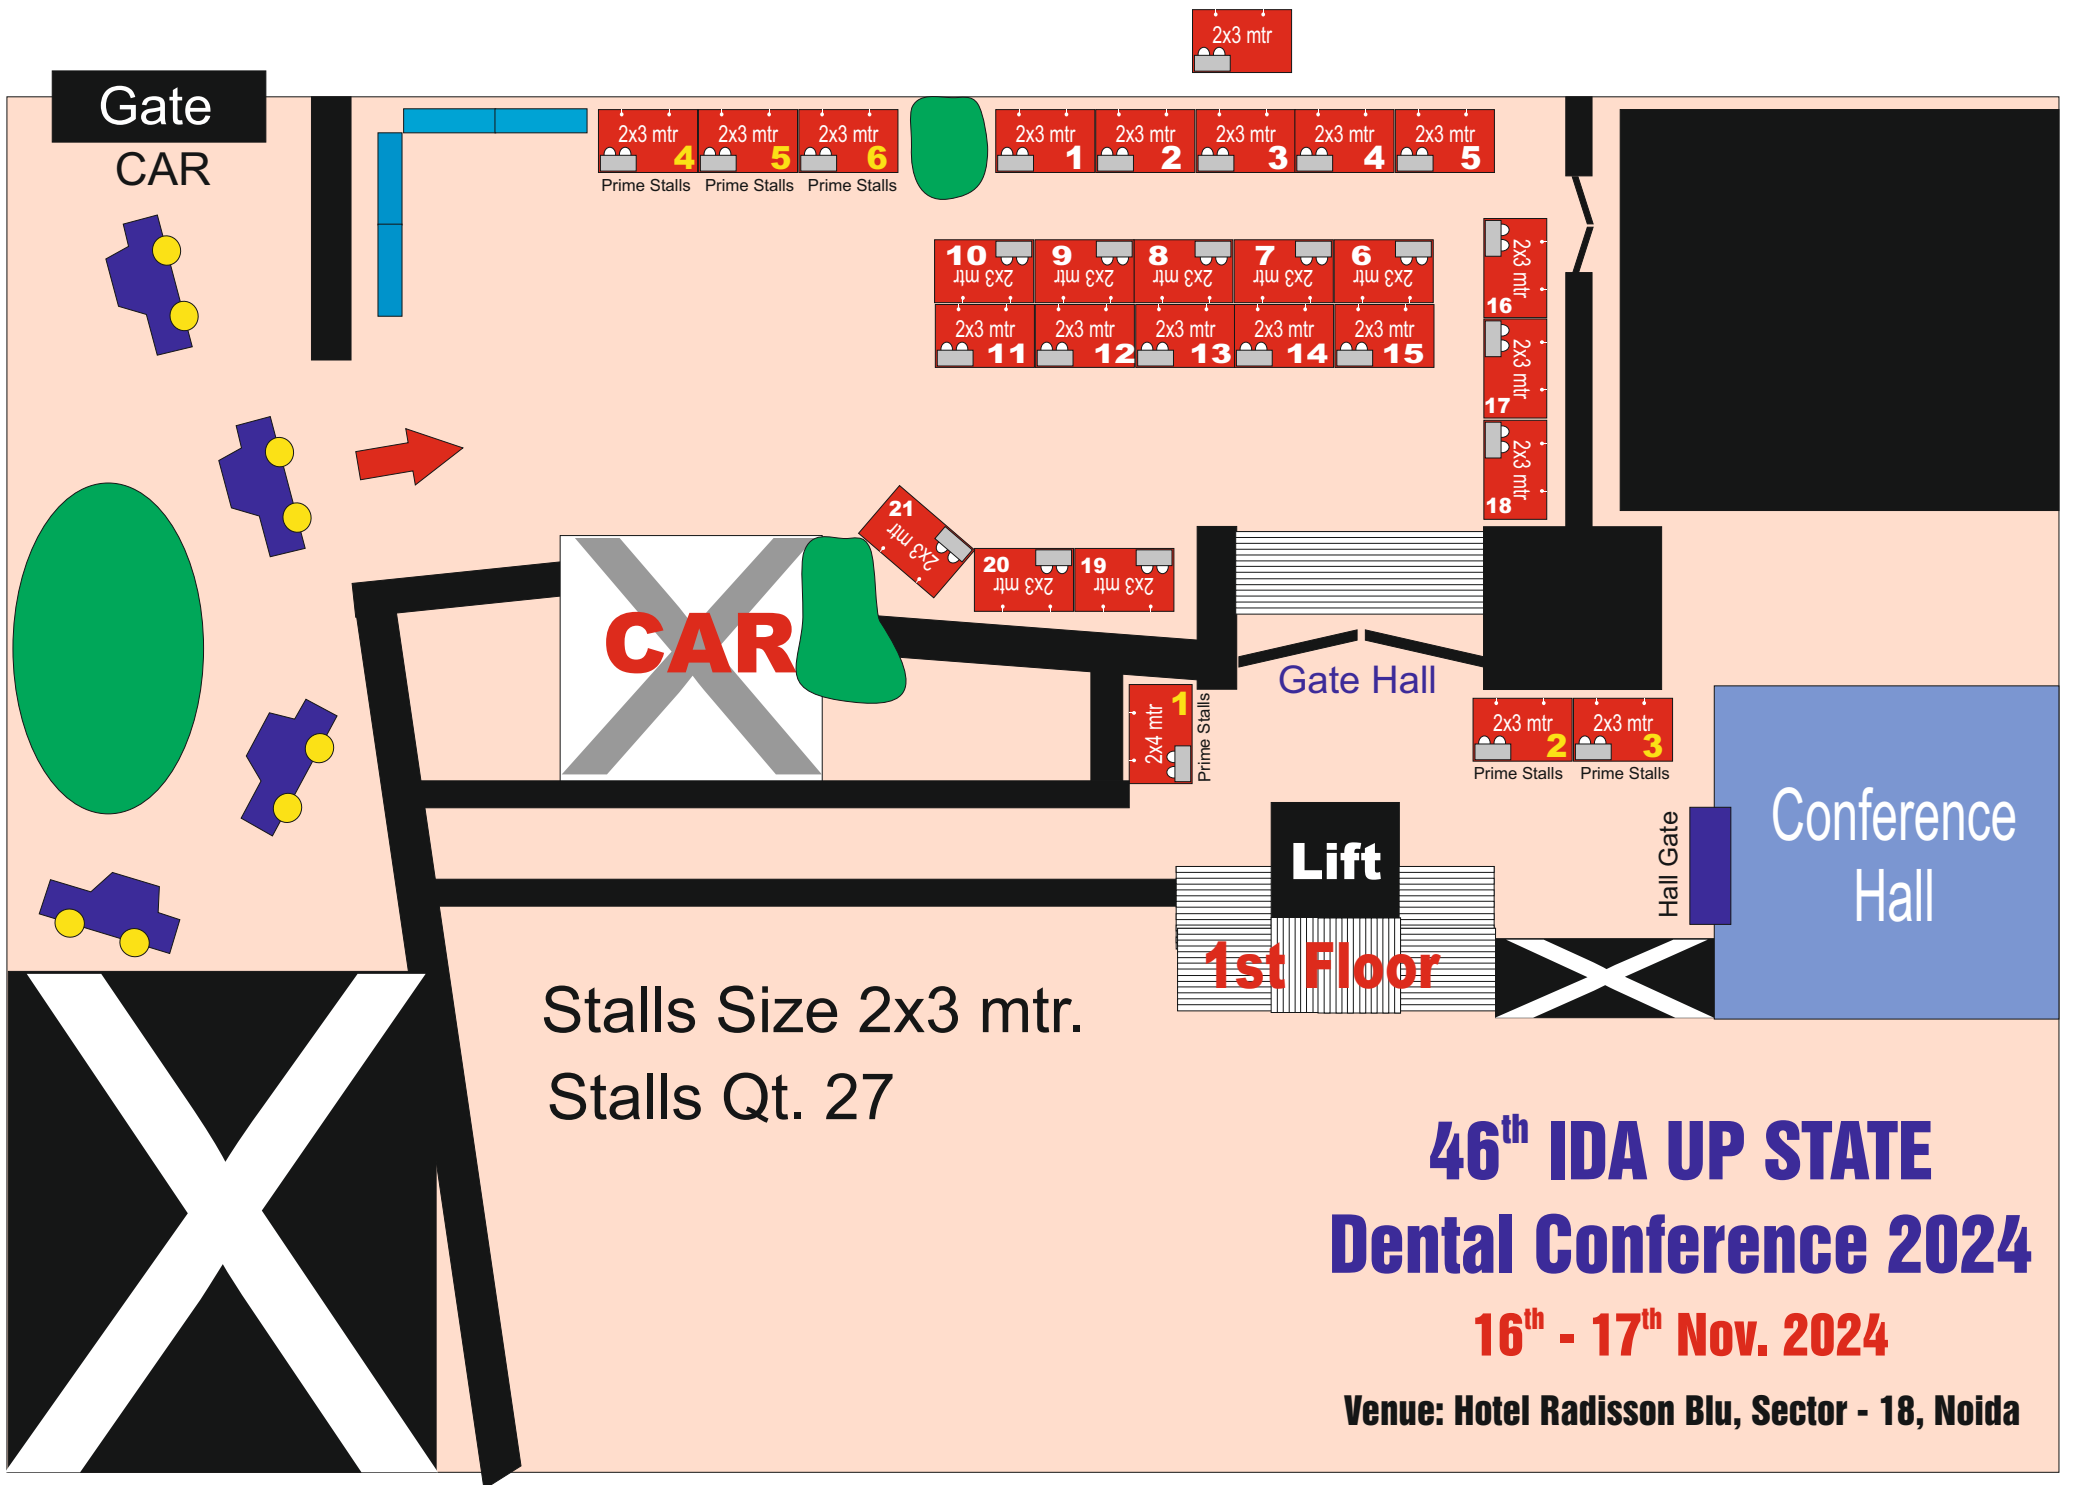 2x3 mtr
Gate
CAR
2x3 mtr 4
2x3 mtr 5
2x3 mtr 6
Prime Stalls
Prime Stalls
Prime Stalls
2x3 mtr 1
2x3 mtr 2
2x3 mtr 3
2x3 mtr 4
2x3 mtr 5
10 2x3 mtr
9 2x3 mtr
8 2x3 mtr
7 2x3 mtr
6 2x3 mtr
2x3 mtr 11
2x3 mtr 12
2x3 mtr 13
2x3 mtr 14
2x3 mtr 15
2x3 mtr 16
2x3 mtr 17
2x3 mtr 18
21 2x3 mtr
20 2x3 mtr
19 2x3 mtr
CAR
Gate Hall
2x4 mtr 1
Prime Stalls
2x3 mtr 2
2x3 mtr 3
Prime Stalls
Prime Stalls
Lift
1st Floor
Hall Gate
Conference
Hall
Stalls Size 2x3 mtr.
Stalls Qt. 27
46th IDA UP STATE
Dental Conference 2024
16th - 17th Nov. 2024
Venue: Hotel Radisson Blu, Sector - 18, Noida